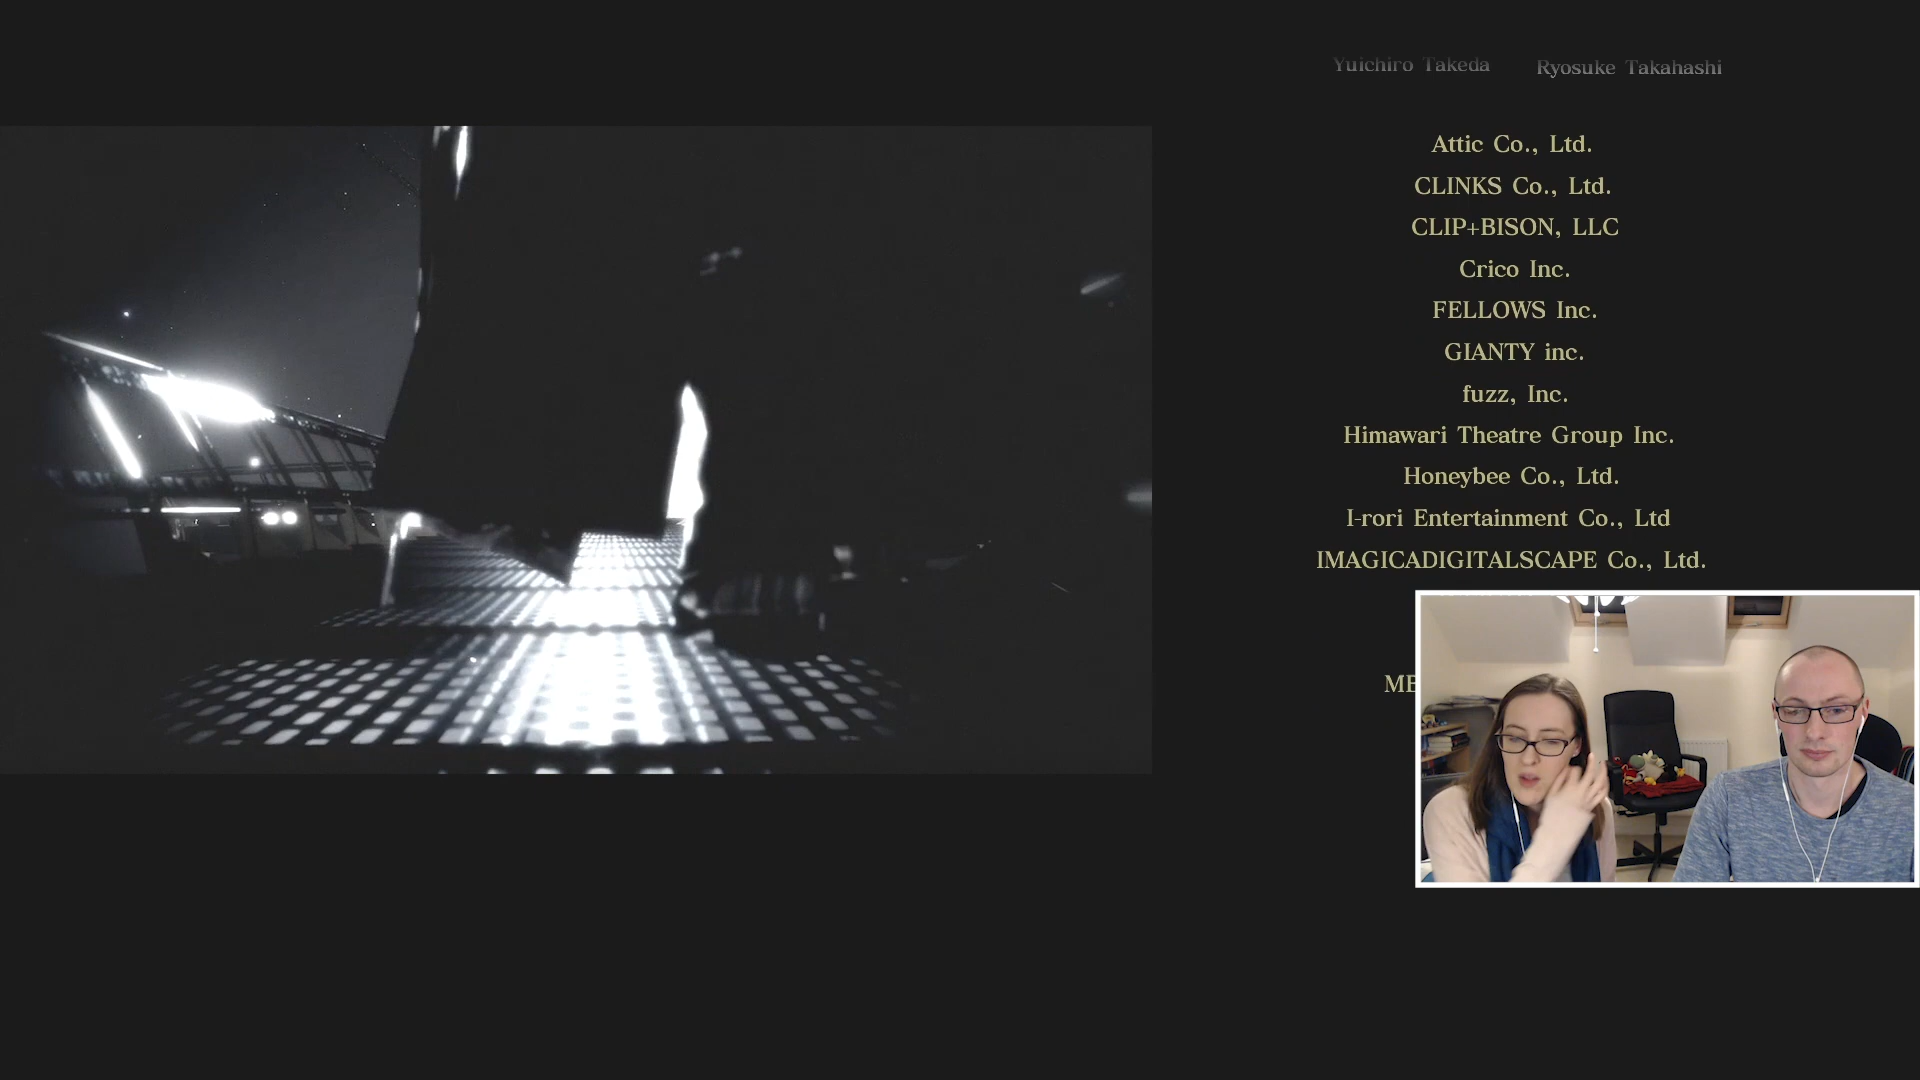 Yuichiro Takeda Ryosuke Takahashi
Attic Co., Ltd.
CLINKS Co., Ltd.
CLIP+BISON, LLC
Crico Inc.
FELLOWS Inc.
GIANTY inc.
fuzz, Inc.
Himawari Theatre Group Inc.
Honeybee Co., Ltd.
I-rori Entertainment Co., Ltd
IMAGICADIGITALSCAPE Co., Ltd.